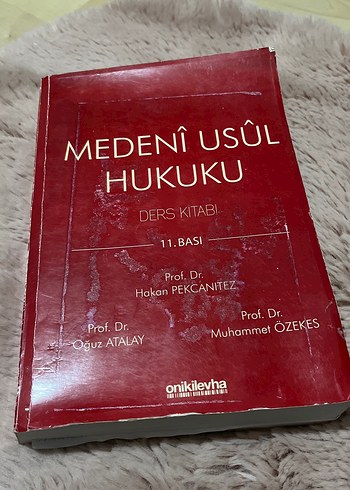 MEDENÎ USÛL
HUKUKU
DERS KİTABI
11. BASI
Prof. Dr.
Hakan PEKCANITEZ
Prof. Dr.
Oğuz ATALAY
Prof. Dr.
Muhammet ÖZEKES
onikilevha